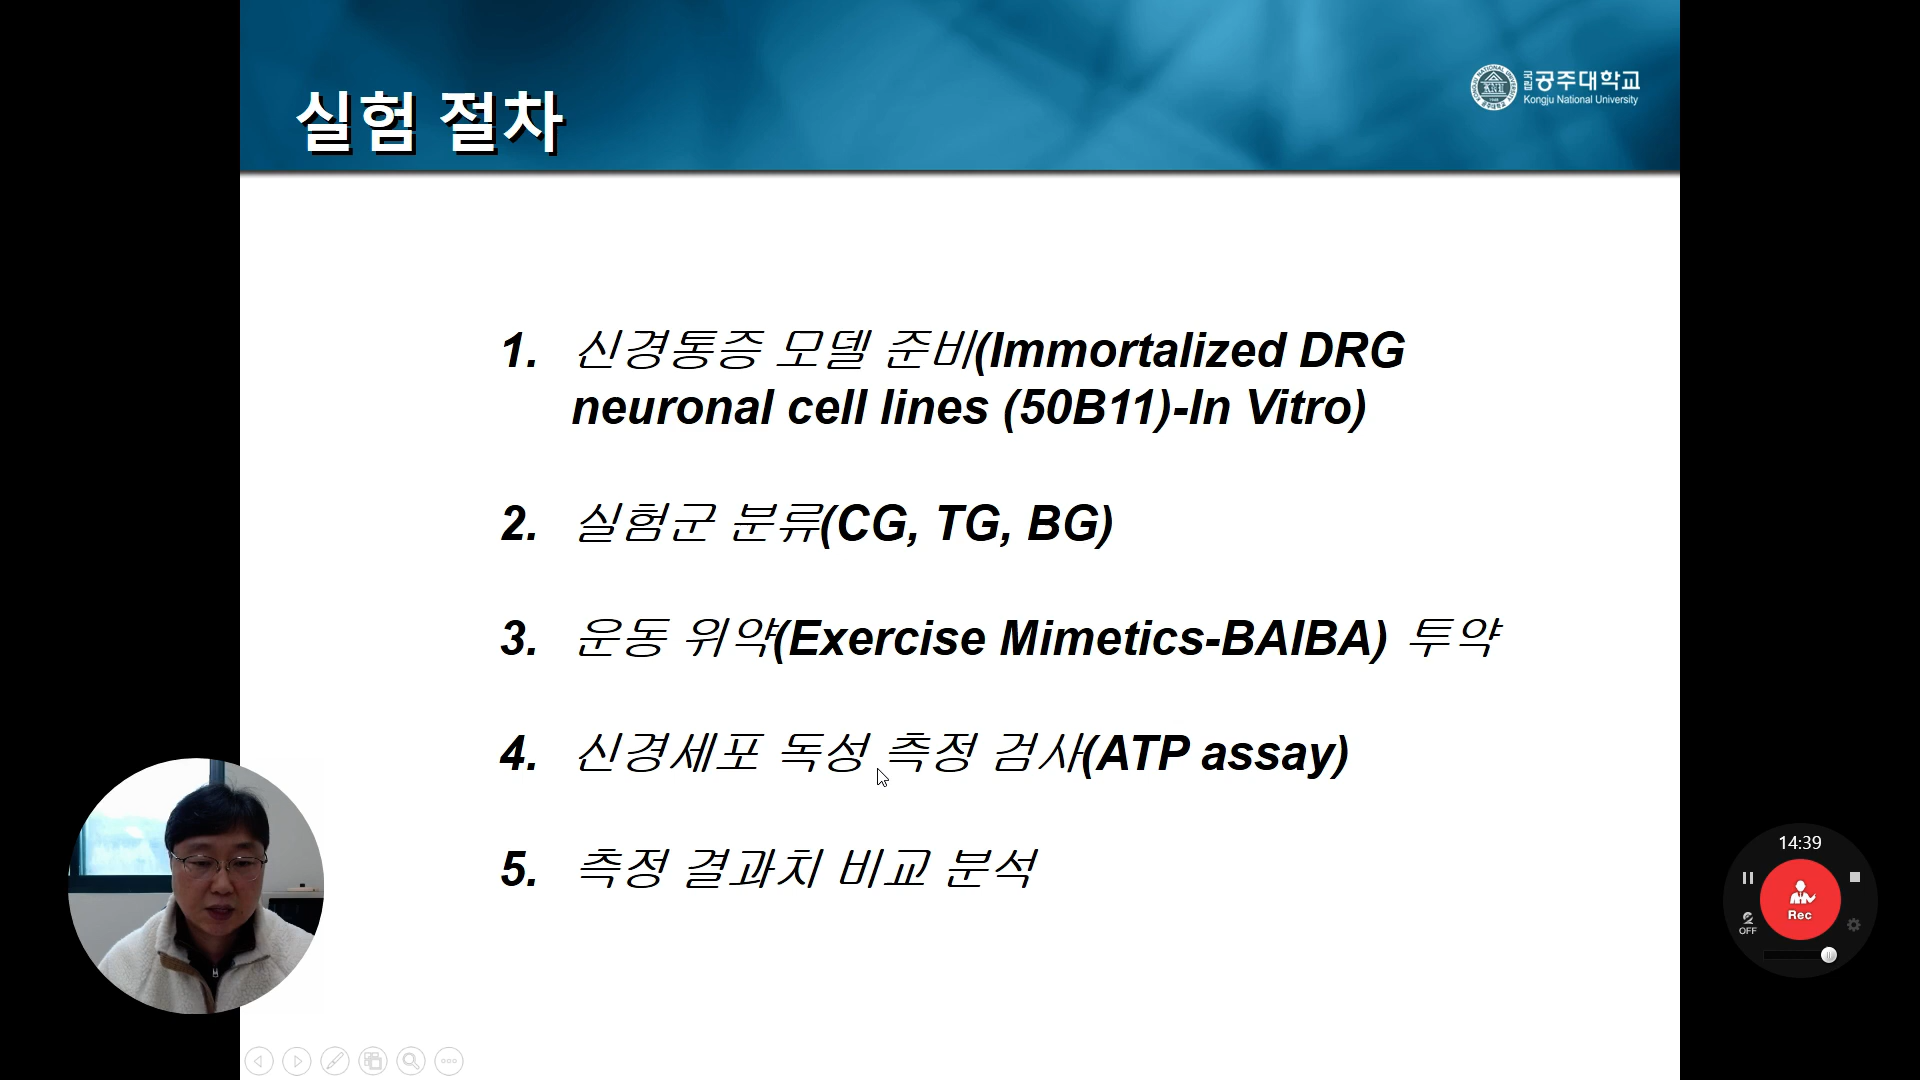 실험 절차
국립 공주대학교
Kongju National University
1. 신경통증 모델 준비(Immortalized DRG
neuronal cell lines (50B11)-In Vitro)
2. 실험군 분류(CG, TG, BG)
3. 운동 위약(Exercise Mimetics-BAIBA) 투약
4. 신경세포 독성 측정 검사(ATP assay)
5. 측정 결과치 비교 분석
14:39
Rec
OFF